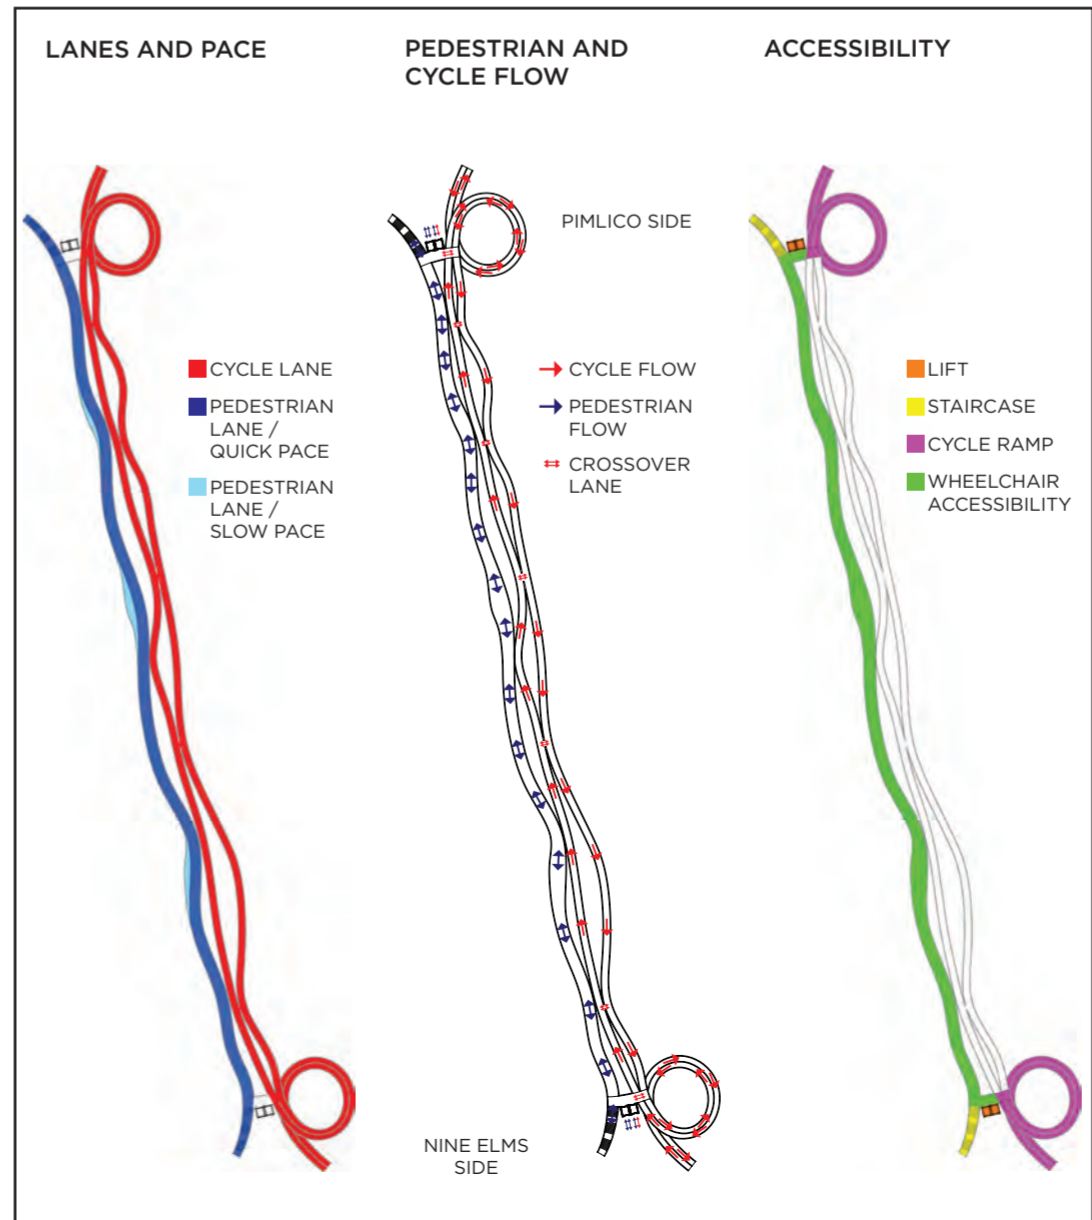 LANES AND PACE
CYCLE LANE
PEDESTRIAN
LANE /
QUICK PACE
PEDESTRIAN
LANE /
SLOW PACE
PEDESTRIAN AND
CYCLE FLOW
PIMLICO SIDE
CYCLE FLOW
PEDESTRIAN
FLOW
CROSSOVER
LANE
NINE ELMS
SIDE
ACCESSIBILITY
LIFT
STAIRCASE
CYCLE RAMP
WHEELCHAIR
ACCESSIBILITY